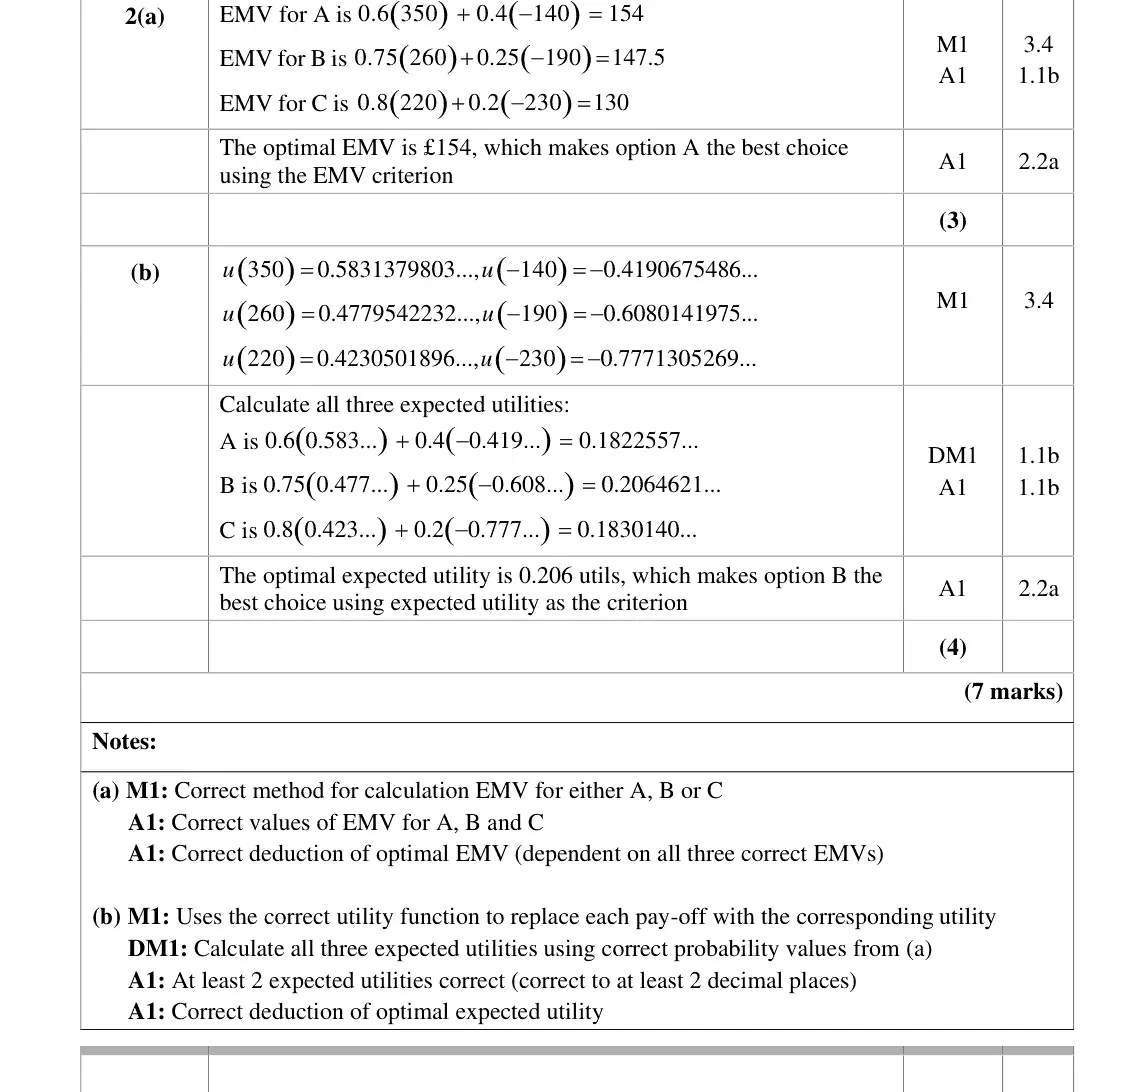 2(a)
EMV for A is 0.6(350) + 0.4(−140) = 154
EMV for B is 0.75(260)+0.25(−190)=147.5
EMV for C is 0.8(220)+0.2(−230)=130
M1 3.4
A1 1.1b
The optimal EMV is £154, which makes option A the best choice
using the EMV criterion
A1 2.2a
(3)
(b)
u(350)=0.5831379803...,u(−140)=−0.4190675486...
u(260)=0.4779542232...,u(−190)=−0.6080141975...
u(220)=0.4230501896...,u(−230)=−0.7771305269...
M1 3.4
Calculate all three expected utilities:
A is 0.6(0.583...) + 0.4(−0.419...) = 0.1822557...
B is 0.75(0.477...) + 0.25(−0.608...) = 0.2064621...
C is 0.8(0.423...) + 0.2(−0.777...) = 0.1830140...
DM1 1.1b
A1 1.1b
The optimal expected utility is 0.206 utils, which makes option B the
best choice using expected utility as the criterion
A1 2.2a
(4)
(7 marks)
Notes:
(a) M1: Correct method for calculation EMV for either A, B or C
A1: Correct values of EMV for A, B and C
A1: Correct deduction of optimal EMV (dependent on all three correct EMVs)
(b) M1: Uses the correct utility function to replace each pay-off with the corresponding utility
DM1: Calculate all three expected utilities using correct probability values from (a)
A1: At least 2 expected utilities correct (correct to at least 2 decimal places)
A1: Correct deduction of optimal expected utility